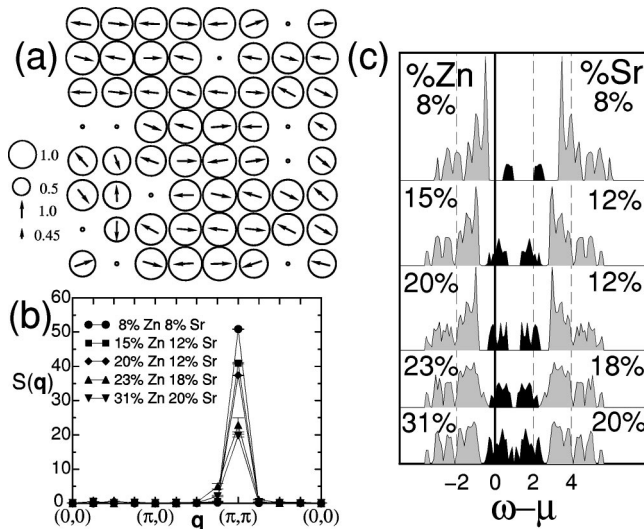 (a)
1.0
0.5
1.0
0.45
(b)
60
50
40
30
20
10
0
S(q)
8% Zn 8% Sr
15% Zn 12% Sr
20% Zn 12% Sr
23% Zn 18% Sr
31% Zn 20% Sr
(0,0) (π,0) q (π,π) (0,0)
(c)
%Zn %Sr
8% 8%
15% 12%
20% 12%
23% 18%
31% 20%
−2 0 2 4
ω−μ